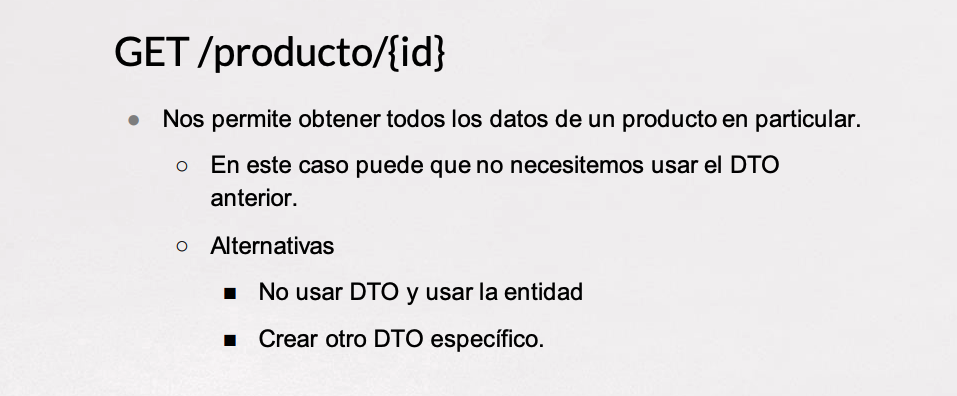 GET /producto/{id}
● Nos permite obtener todos los datos de un producto en particular.
○ En este caso puede que no necesitemos usar el DTO
anterior.
○ Alternativas
■ No usar DTO y usar la entidad
■ Crear otro DTO específico.